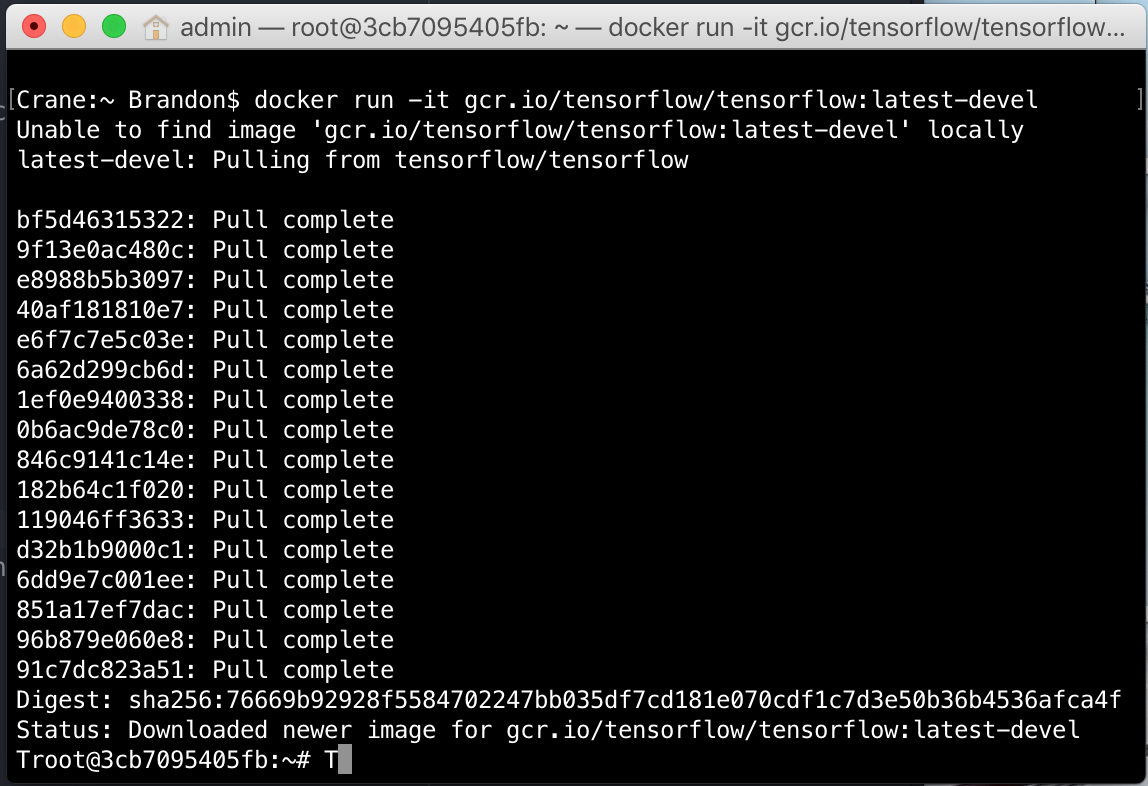 admin — root@3cb7095405fb: ~ — docker run -it gcr.io/tensorflow/tensorflow...
[Crane:~ Brandon$ docker run -it gcr.io/tensorflow/tensorflow:latest-devel ]
Unable to find image 'gcr.io/tensorflow/tensorflow:latest-devel' locally
latest-devel: Pulling from tensorflow/tensorflow
bf5d46315322: Pull complete
9f13e0ac480c: Pull complete
e8988b5b3097: Pull complete
40af181810e7: Pull complete
e6f7c7e5c03e: Pull complete
6a62d299cb6d: Pull complete
1ef0e9400338: Pull complete
0b6ac9de78c0: Pull complete
846c9141c14e: Pull complete
182b64c1f020: Pull complete
119046ff3633: Pull complete
d32b1b9000c1: Pull complete
6dd9e7c001ee: Pull complete
851a17ef7dac: Pull complete
96b879e060e8: Pull complete
91c7dc823a51: Pull complete
Digest: sha256:76669b92928f5584702247bb035df7cd181e070cdf1c7d3e50b36b4536afca4f
Status: Downloaded newer image for gcr.io/tensorflow/tensorflow:latest-devel
Troot@3cb7095405fb:~# T